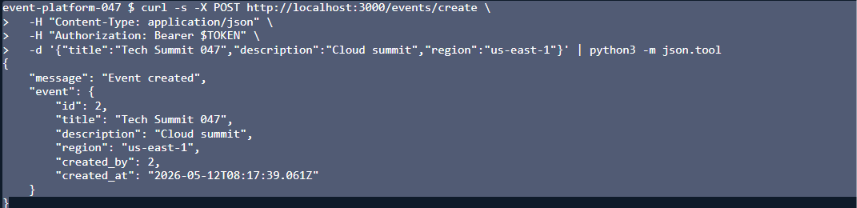 event-platform-047 $ curl -s -X POST http://localhost:3000/events/create \
>   -H "Content-Type: application/json" \
>   -H "Authorization: Bearer $TOKEN" \
>   -d '{"title":"Tech Summit 047","description":"Cloud summit","region":"us-east-1"}' | python3 -m json.tool
{
    "message": "Event created",
    "event": {
        "id": 2,
        "title": "Tech Summit 047",
        "description": "Cloud summit",
        "region": "us-east-1",
        "created_by": 2,
        "created_at": "2026-05-12T08:17:39.061Z"
    }
}